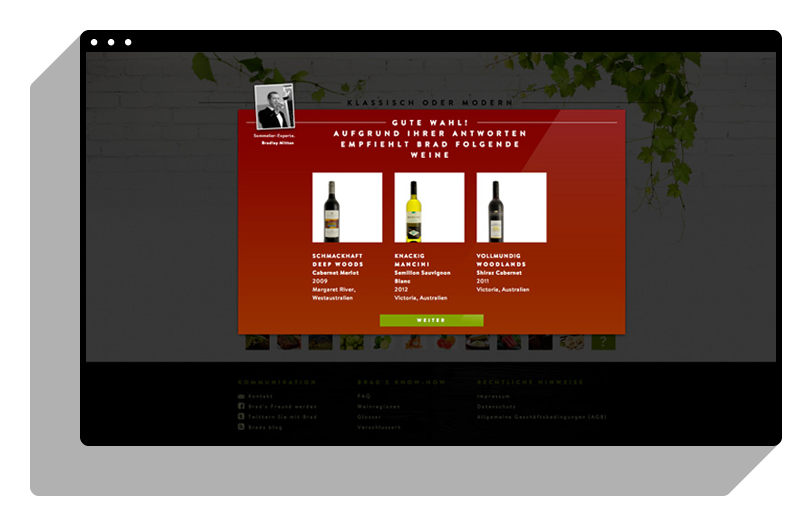 KLASSISCH ODER MODERN
GUTE WAHL!
AUFGRUND IHRER ANTWORTEN
EMPFIEHLT BRAD FOLGENDE
WEINE
Sommelier-Experte,
Bradley Mitton
SCHMACKHAFT
DEEP WOODS
Cabernet Merlot
2009
Margaret River,
Westaustralien
KNACKIG
MANCINI
Semillon Sauvignon
Blanc
2012
Victoria, Australien
VOLLMUNDIG
WOODLANDS
Shiraz Cabernet
2011
Victoria, Australien
WEITER
?
KOMMUNIKATION
Kontakt
Brad's Freund werden
Twittern Sie mit Brad
Brads blog
BRAD'S KNOW-HOW
FAQ
Weinregionen
Glossar
Verschlossert
RECHTLICHE HINWEISE
Impressum
Datenschutz
Allgemeine Geschäftsbedingungen (AGB)